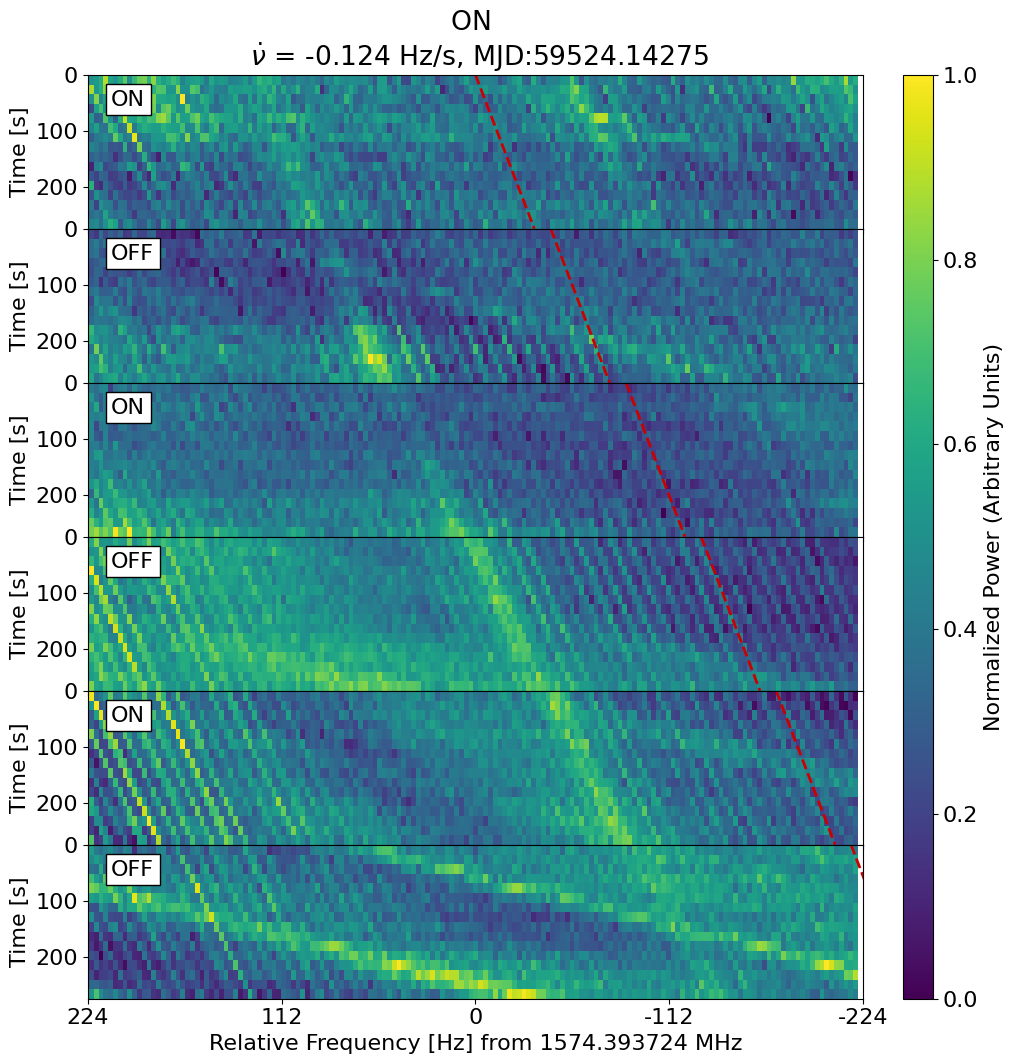 ON
ν̇ = -0.124 Hz/s, MJD:59524.14275
0
100
200
Time [s]
ON
0
100
200
Time [s]
OFF
0
100
200
Time [s]
ON
0
100
200
Time [s]
OFF
0
100
200
Time [s]
ON
0
100
200
Time [s]
OFF
224 112 0 -112 -224
Relative Frequency [Hz] from 1574.393724 MHz
1.0
0.8
0.6
0.4
0.2
0.0
Normalized Power (Arbitrary Units)